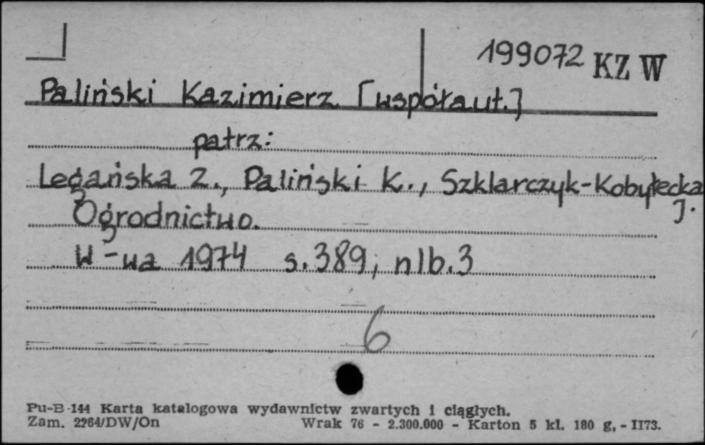 199072 KZ W
Paliński Kazimierz [współaut.]
patrz:
Legańska Z., Paliński K., Szklarczyk-Kobyłecka
J.
Ogrodnictwo.
W-wa 1974 s.389, nlb.3
6
Pu-B-144 Karta katalogowa wydawnictw zwartych i ciągłych.
Zam. 2264/DW/On Wrak 76 - 2.300.000 - Karton 5 kl. 180 g. - II73.